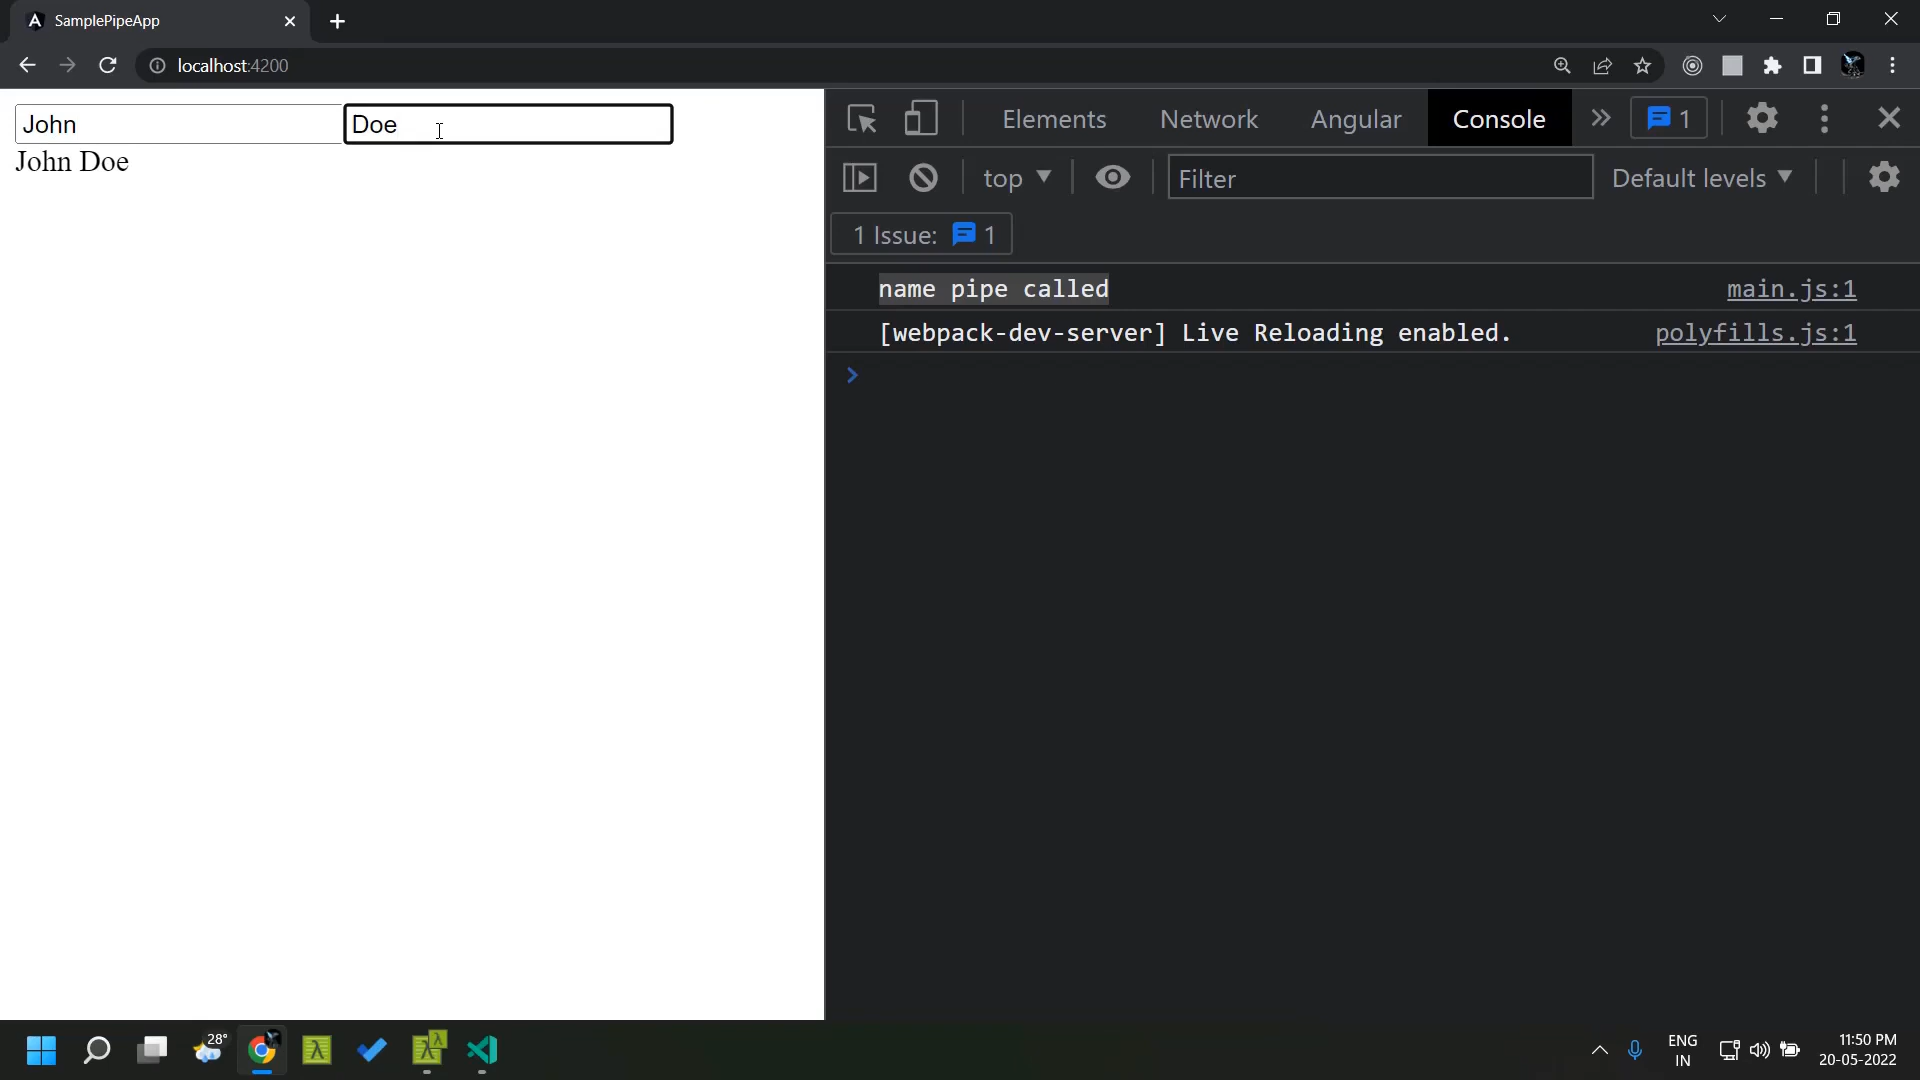 SamplePipeApp
localhost:4200
John
Doe
John Doe
Elements
Network
Angular
Console
1
top
Filter
Default levels
1 Issue:
1
name pipe called
main.js:1
[webpack-dev-server] Live Reloading enabled.
polyfills.js:1
28°
ENG
IN
11:50 PM
20-05-2022